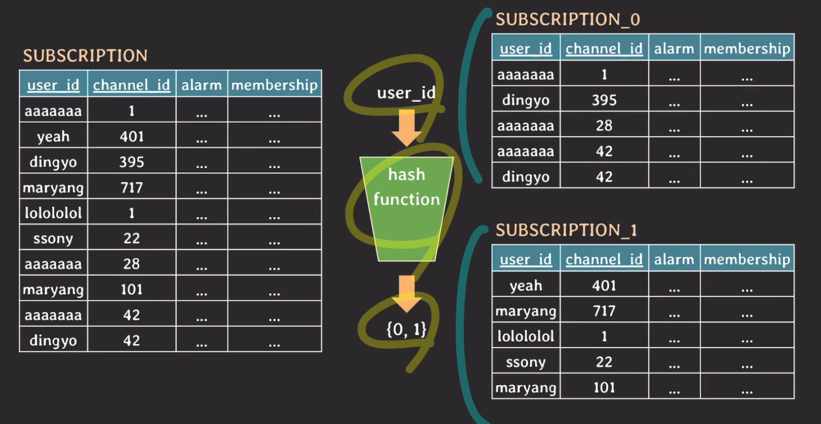 SUBSCRIPTION
user_id channel_id alarm membership
aaaaaaa 1 ... ...
yeah 401 ... ...
dingyo 395 ... ...
maryang 717 ... ...
lolololol 1 ... ...
ssony 22 ... ...
aaaaaaa 28 ... ...
maryang 101 ... ...
aaaaaaa 42 ... ...
dingyo 42 ... ...
user_id
hash
function
{0, 1}
SUBSCRIPTION_0
user_id channel_id alarm membership
aaaaaaa 1 ... ...
dingyo 395 ... ...
aaaaaaa 28 ... ...
aaaaaaa 42 ... ...
dingyo 42 ... ...
SUBSCRIPTION_1
user_id channel_id alarm membership
yeah 401 ... ...
maryang 717 ... ...
lolololol 1 ... ...
ssony 22 ... ...
maryang 101 ... ...